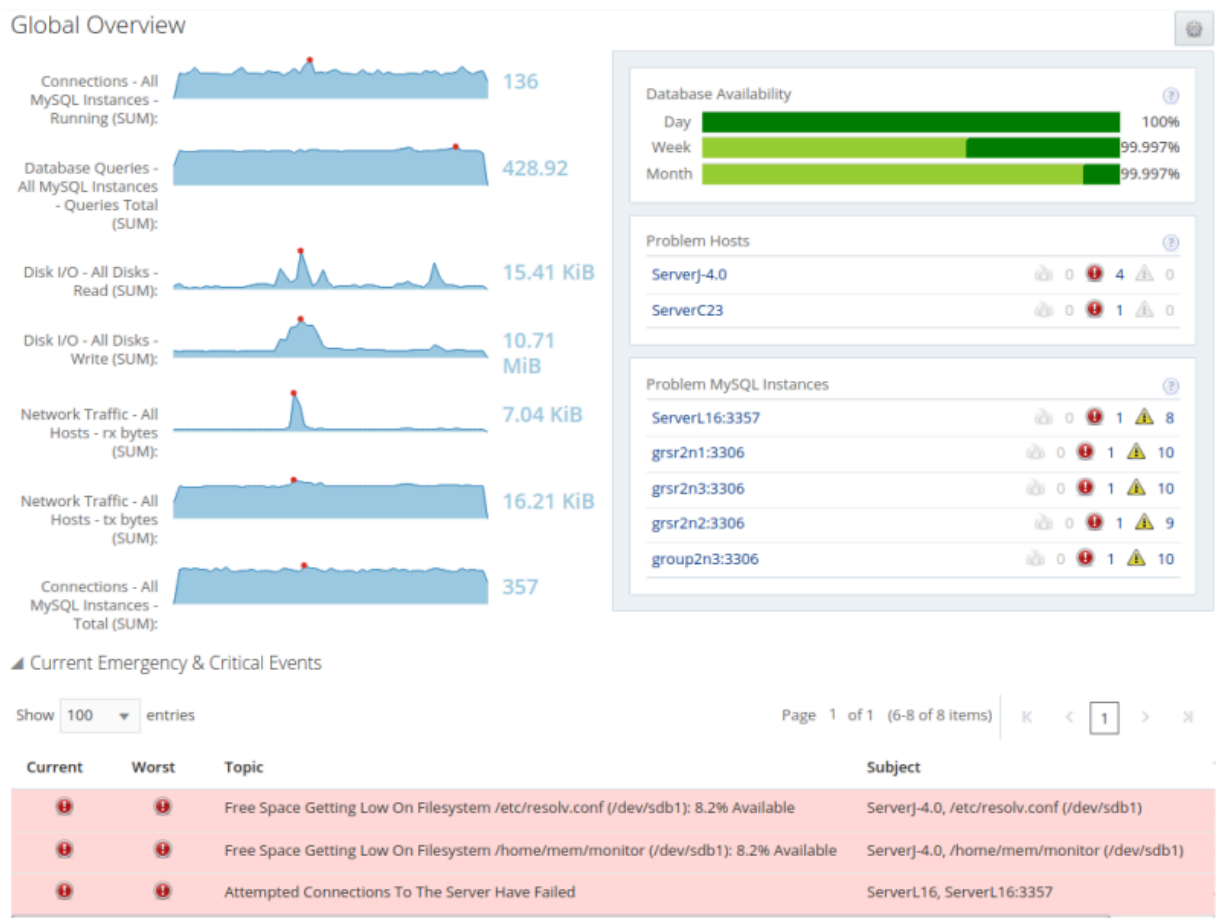 Global Overview
Connections - All
MySQL Instances -
Running (SUM):
136
Database Queries -
All MySQL Instances
- Queries Total
(SUM):
428.92
Disk I/O - All Disks -
Read (SUM):
15.41 KiB
Disk I/O - All Disks -
Write (SUM):
10.71
MiB
Network Traffic - All
Hosts - rx bytes
(SUM):
7.04 KiB
Network Traffic - All
Hosts - tx bytes
(SUM):
16.21 KiB
Connections - All
MySQL Instances -
Total (SUM):
357
Database Availability ?
Day 100%
Week 99.997%
Month 99.997%
Problem Hosts ?
ServerJ-4.0 0 4 0
ServerC23 0 1 0
Problem MySQL Instances ?
ServerL16:3357 0 1 8
grsr2n1:3306 0 1 10
grsr2n3:3306 0 1 10
grsr2n2:3306 0 1 9
group2n3:3306 0 1 10
Current Emergency & Critical Events
Show 100 entries Page 1 of 1 (6-8 of 8 items) 1
Current Worst Topic Subject
Free Space Getting Low On Filesystem /etc/resolv.conf (/dev/sdb1): 8.2% Available ServerJ-4.0, /etc/resolv.conf (/dev/sdb1)
Free Space Getting Low On Filesystem /home/mem/monitor (/dev/sdb1): 8.2% Available ServerJ-4.0, /home/mem/monitor (/dev/sdb1)
Attempted Connections To The Server Have Failed ServerL16, ServerL16:3357